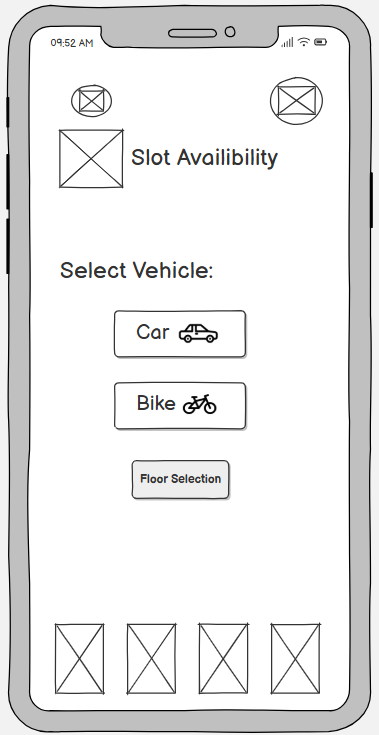 09:52 AM
Slot Availibility
Select Vehicle:
Car
Bike
Floor Selection